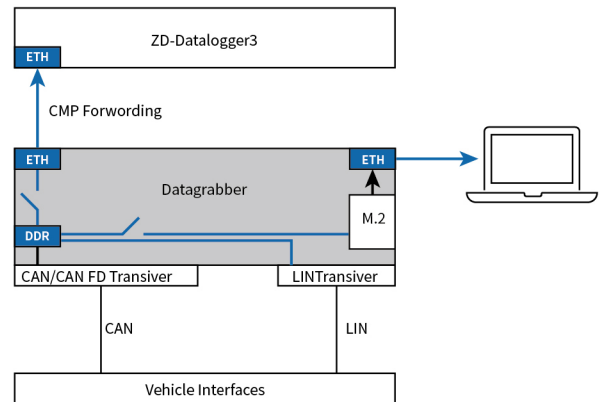 ZD-Datalogger3
ETH
CMP Forwording
ETH
ETH
Datagrabber
M.2
DDR
CAN/CAN FD Transiver
LINTransiver
CAN
LIN
Vehicle Interfaces